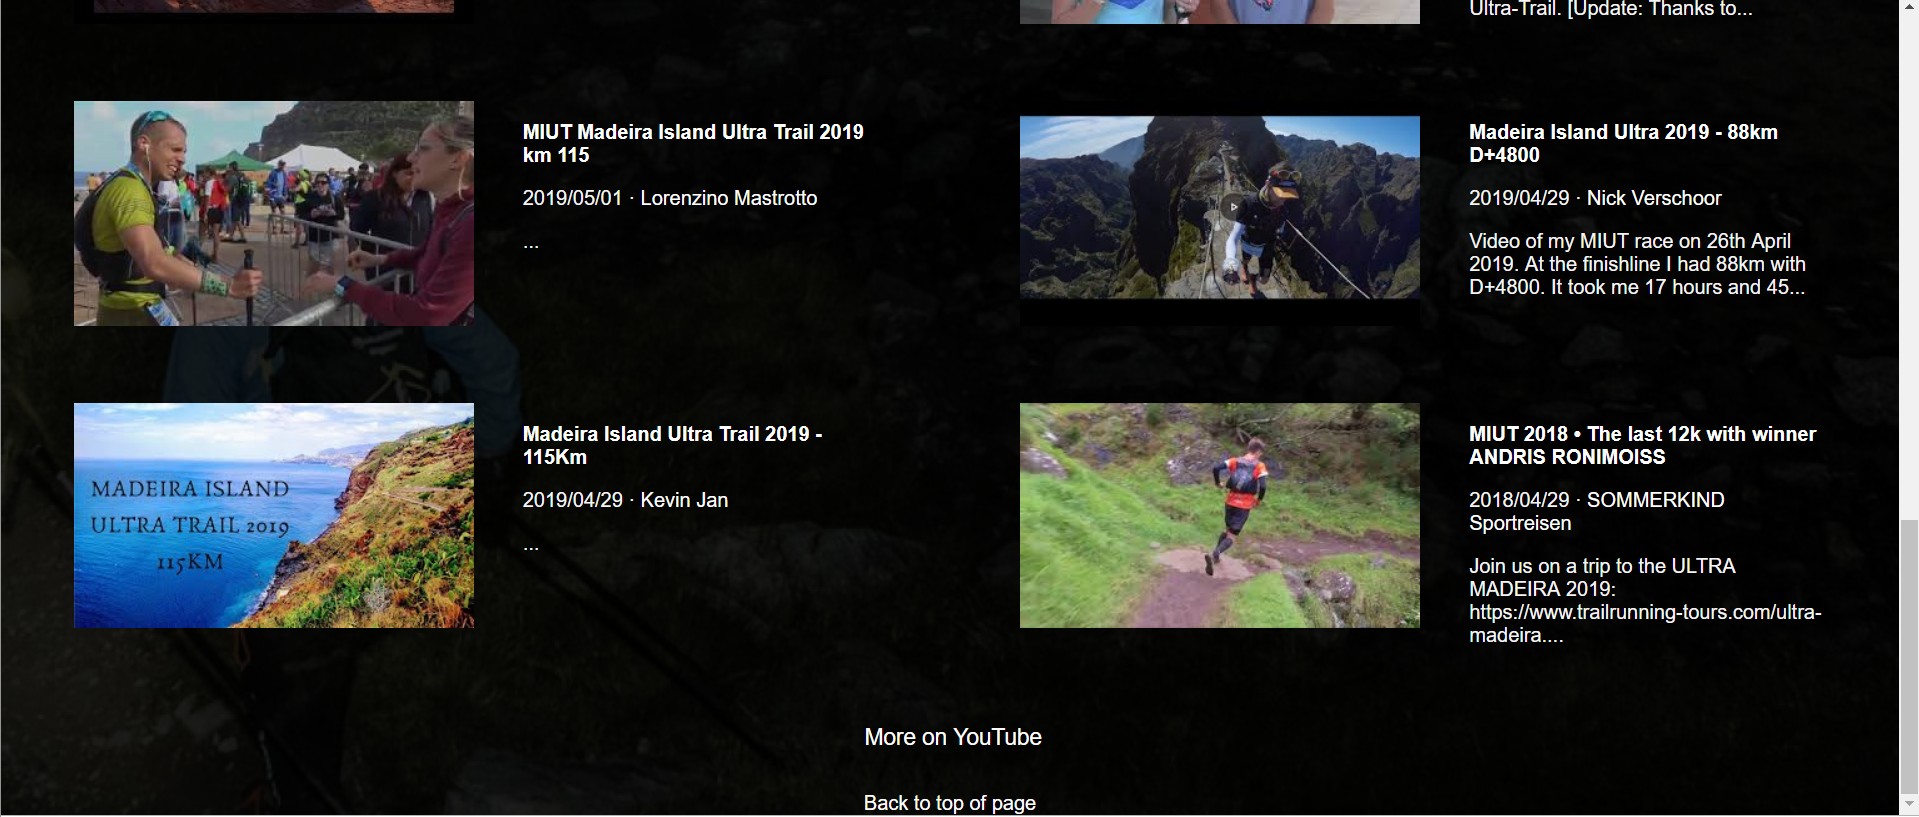 Ultra-Trail. [Update: Thanks to...
MIUT Madeira Island Ultra Trail 2019
km 115
2019/05/01 · Lorenzino Mastrotto
...
Madeira Island Ultra 2019 - 88km
D+4800
2019/04/29 · Nick Verschoor
Video of my MIUT race on 26th April
2019. At the finishline I had 88km with
D+4800. It took me 17 hours and 45...
MADEIRA ISLAND
ULTRA TRAIL 2019
115KM
Madeira Island Ultra Trail 2019 -
115Km
2019/04/29 · Kevin Jan
...
MIUT 2018 • The last 12k with winner
ANDRIS RONIMOISS
2018/04/29 · SOMMERKIND
Sportreisen
Join us on a trip to the ULTRA
MADEIRA 2019:
https://www.trailrunning-tours.com/ultra-
madeira....
More on YouTube
Back to top of page